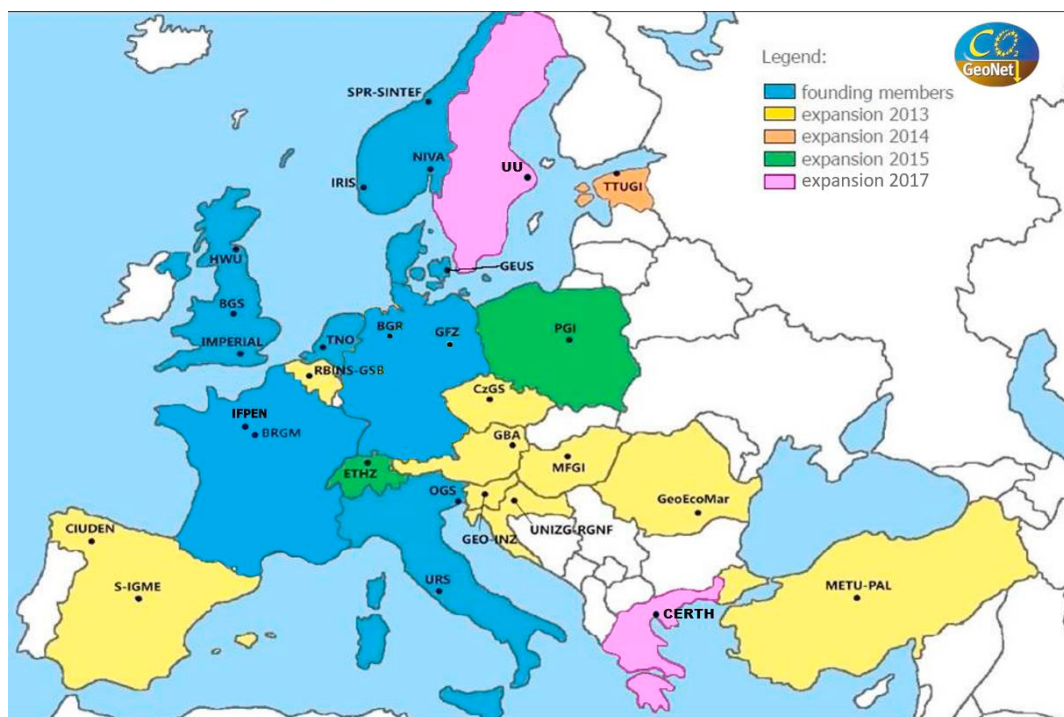 CO2
GeoNet
Legend:
founding members
expansion 2013
expansion 2014
expansion 2015
expansion 2017
SPR-SINTEF
NIVA
UU
IRIS
TTUGI
HWU
GEUS
BGS
BGR
GFZ
PGI
IMPERIAL
TNO
RBINS-GSB
CzGS
IFPEN
BRGM
GBA
MFGI
ETHZ
OGS
GeoEcoMar
CIUDEN
GEO-INZ
UNIZG-RGNF
S-IGME
URS
METU-PAL
CERTH